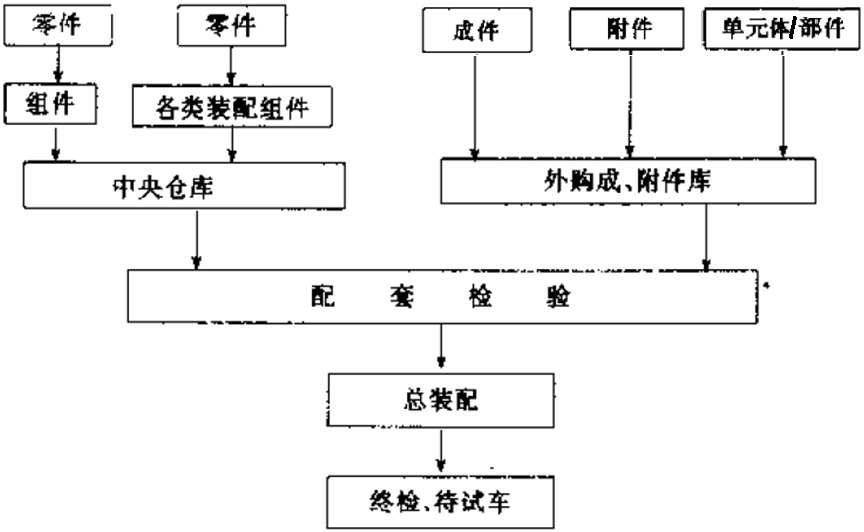 零件
零件
成件
附件
单元体/部件
组件
各类装配组件
中央仓库
外购成、附件库
配套检验
总装配
终检、待试车